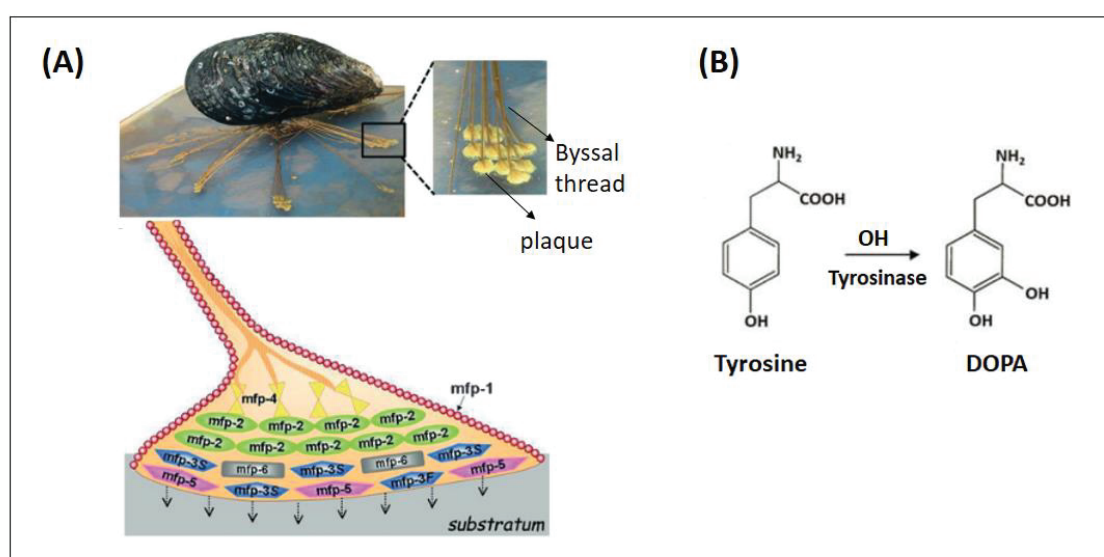 (A)
Byssal
thread
plaque
mfp-4
mfp-1
mfp-2 mfp-2 mfp-2 mfp-2
mfp-2 mfp-2 mfp-2 mfp-2 mfp-2
mfp-3S mfp-6 mfp-3S mfp-6 mfp-3S
mfp-5 mfp-3S mfp-5 mfp-3F mfp-5
substratum
(B)
NH₂
COOH
OH
OH
Tyrosinase
NH₂
COOH
OH
OH
Tyrosine
DOPA